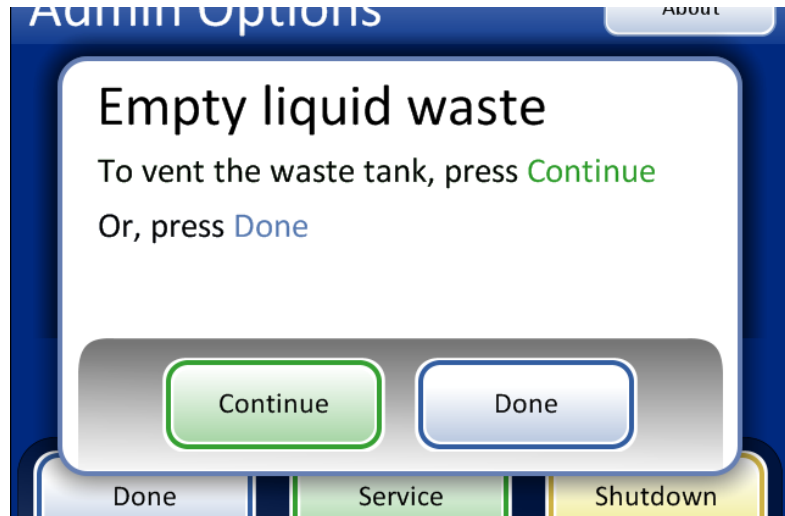 Admin Options
About
Empty liquid waste
To vent the waste tank, press Continue
Or, press Done
Continue
Done
Done
Service
Shutdown